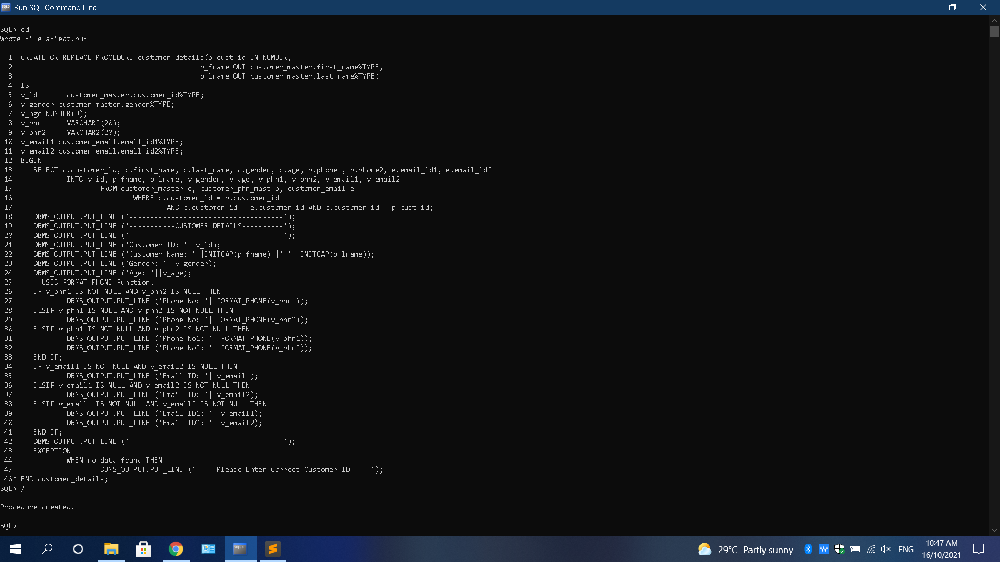 Run SQL Command Line
SQL> ed
Wrote file afiedt.buf
1 CREATE OR REPLACE PROCEDURE customer_details(p_cust_id IN NUMBER,
2 p_fname OUT customer_master.first_name%TYPE,
3 p_lname OUT customer_master.last_name%TYPE)
4 IS
5 v_id customer_master.customer_id%TYPE;
6 v_gender customer_master.gender%TYPE;
7 v_age NUMBER(3);
8 v_phn1 VARCHAR2(20);
9 v_phn2 VARCHAR2(20);
10 v_email1 customer_email.email_id1%TYPE;
11 v_email2 customer_email.email_id2%TYPE;
12 BEGIN
13 SELECT c.customer_id, c.first_name, c.last_name, c.gender, c.age, p.phone1, p.phone2, e.email_id1, e.email_id2
14 INTO v_id, p_fname, p_lname, v_gender, v_age, v_phn1, v_phn2, v_email1, v_email2
15 FROM customer_master c, customer_phn_mast p, customer_email e
16 WHERE c.customer_id = p.customer_id
17 AND c.customer_id = e.customer_id AND c.customer_id = p_cust_id;
18 DBMS_OUTPUT.PUT_LINE ('-------------------------------------');
19 DBMS_OUTPUT.PUT_LINE ('-----------CUSTOMER DETAILS----------');
20 DBMS_OUTPUT.PUT_LINE ('-------------------------------------');
21 DBMS_OUTPUT.PUT_LINE ('Customer ID: '||v_id);
22 DBMS_OUTPUT.PUT_LINE ('Customer Name: '||INITCAP(p_fname)||' '||INITCAP(p_lname));
23 DBMS_OUTPUT.PUT_LINE ('Gender: '||v_gender);
24 DBMS_OUTPUT.PUT_LINE ('Age: '||v_age);
25 --USED FORMAT_PHONE Function.
26 IF v_phn1 IS NOT NULL AND v_phn2 IS NULL THEN
27 DBMS_OUTPUT.PUT_LINE ('Phone No: '||FORMAT_PHONE(v_phn1));
28 ELSIF v_phn1 IS NULL AND v_phn2 IS NOT NULL THEN
29 DBMS_OUTPUT.PUT_LINE ('Phone No: '||FORMAT_PHONE(v_phn2));
30 ELSIF v_phn1 IS NOT NULL AND v_phn2 IS NOT NULL THEN
31 DBMS_OUTPUT.PUT_LINE ('Phone No1: '||FORMAT_PHONE(v_phn1));
32 DBMS_OUTPUT.PUT_LINE ('Phone No2: '||FORMAT_PHONE(v_phn2));
33 END IF;
34 IF v_email1 IS NOT NULL AND v_email2 IS NULL THEN
35 DBMS_OUTPUT.PUT_LINE ('Email ID: '||v_email1);
36 ELSIF v_email1 IS NULL AND v_email2 IS NOT NULL THEN
37 DBMS_OUTPUT.PUT_LINE ('Email ID: '||v_email2);
38 ELSIF v_email1 IS NOT NULL AND v_email2 IS NOT NULL THEN
39 DBMS_OUTPUT.PUT_LINE ('Email ID1: '||v_email1);
40 DBMS_OUTPUT.PUT_LINE ('Email ID2: '||v_email2);
41 END IF;
42 DBMS_OUTPUT.PUT_LINE ('-------------------------------------');
43 EXCEPTION
44 WHEN no_data_found THEN
45 DBMS_OUTPUT.PUT_LINE ('-----Please Enter Correct Customer ID-----');
46* END customer_details;
SQL> /
Procedure created.
SQL>
29°C Partly sunny
ENG
10:47 AM
16/10/2021